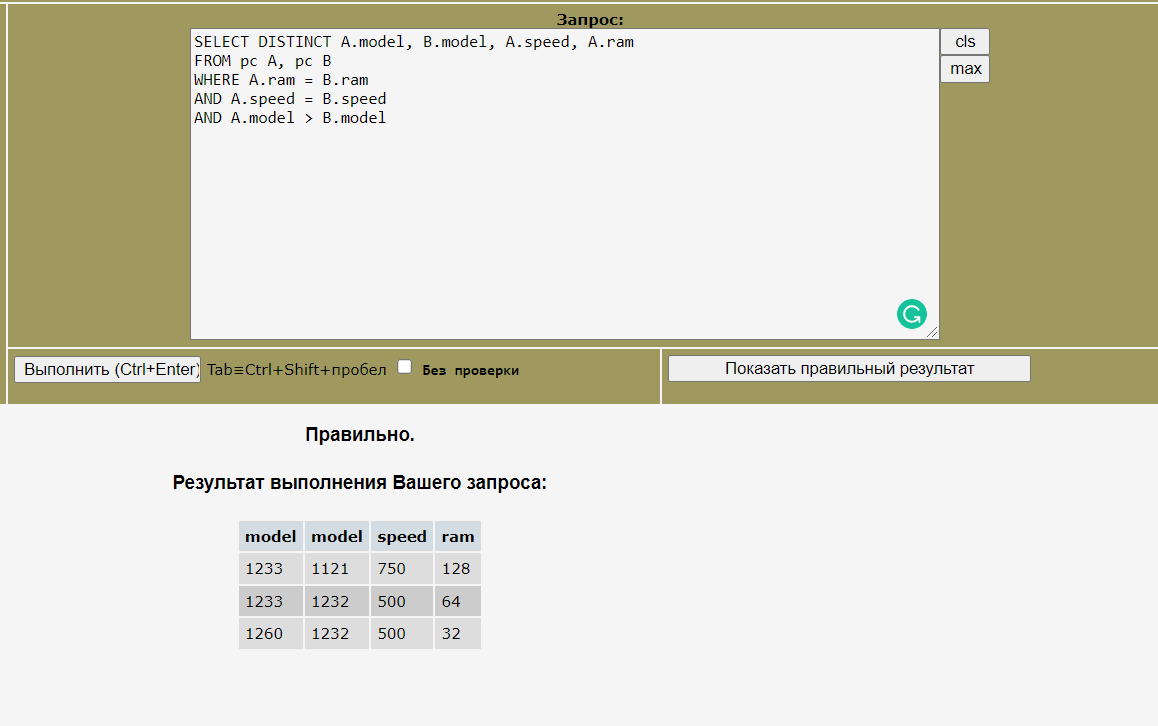 Запрос:
SELECT DISTINCT A.model, B.model, A.speed, A.ram
FROM pc A, pc B
WHERE A.ram = B.ram
AND A.speed = B.speed
AND A.model > B.model
cls
max
Выполнить (Ctrl+Enter) Tab≡Ctrl+Shift+пробел Без проверки
Показать правильный результат
Правильно.
Результат выполнения Вашего запроса:
model model speed ram
1233 1121 750 128
1233 1232 500 64
1260 1232 500 32